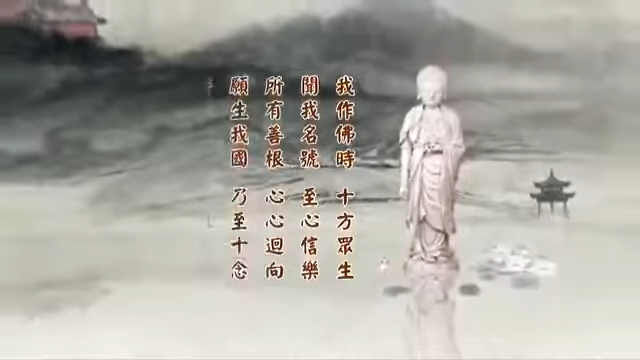 我作佛時 十方眾生
聞我名號 至心信樂
所有善根 心心迴向
願生我國 乃至十念